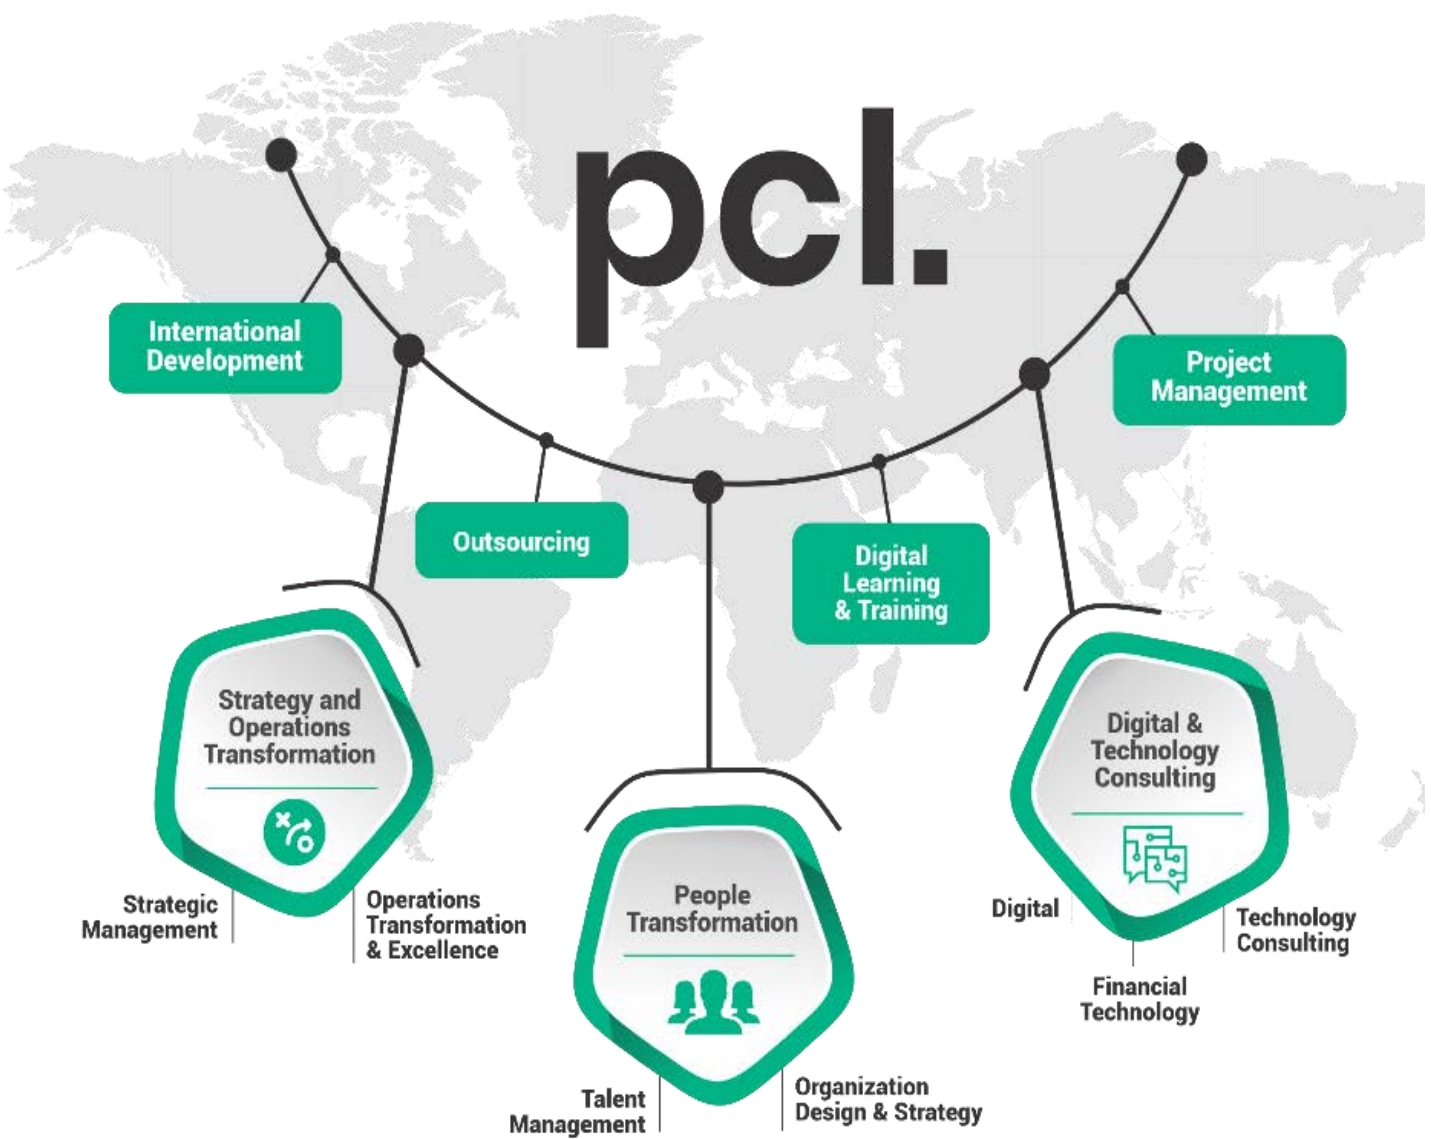 pcl.
International
Development
Project
Management
Outsourcing
Digital
Learning
& Training
Strategy and
Operations
Transformation
Strategic
Management
Operations
Transformation
& Excellence
People
Transformation
Talent
Management
Organization
Design & Strategy
Digital &
Technology
Consulting
Digital
Financial
Technology
Technology
Consulting